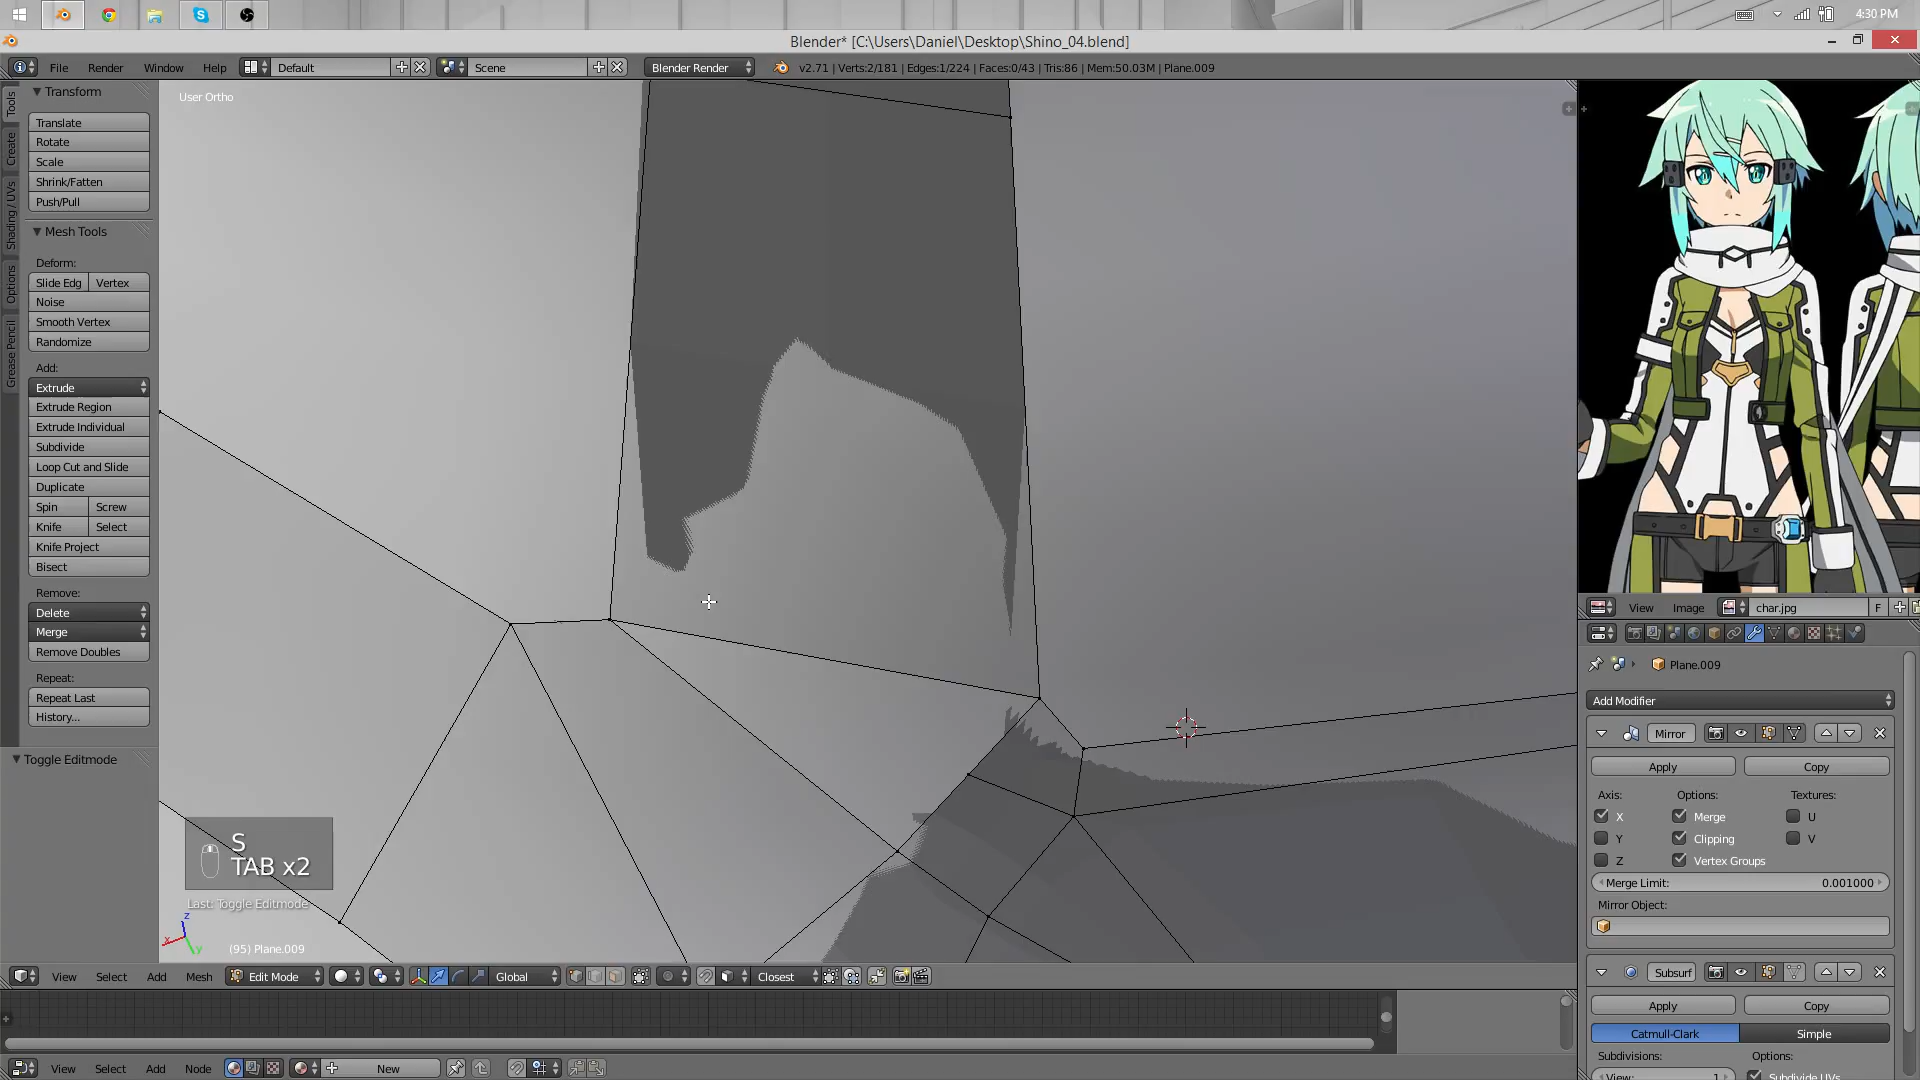 4:30 PM
Blender* [C:\Users\Daniel\Desktop\Shino_04.blend]
File Render Window Help Default Scene Blender Render v2.71 | Verts:2/181 | Edges:1/224 | Faces:0/43 | Tris:86 | Mem:50.03M | Plane.009
Tools
Create
Shading / UVs
Options
Grease Pencil
Transform
Translate
Rotate
Scale
Shrink/Fatten
Push/Pull
Mesh Tools
Deform:
Slide Edg Vertex
Noise
Smooth Vertex
Randomize
Add:
Extrude
Extrude Region
Extrude Individual
Subdivide
Loop Cut and Slide
Duplicate
Spin Screw
Knife Select
Knife Project
Bisect
Remove:
Delete
Merge
Remove Doubles
Repeat:
Repeat Last
History...
Toggle Editmode
User Ortho
S
TAB x2
Last: Toggle Editmode
z
x
y
(95) Plane.009
View Select Add Mesh Edit Mode Global Closest
View Select Add Node New
View Image char.jpg F
Plane.009
Add Modifier
Mirror
Apply Copy
Axis: Options: Textures:
X Merge U
Y Clipping V
Z Vertex Groups
Merge Limit: 0.001000
Mirror Object:
Subsurf
Apply Copy
Catmull-Clark Simple
Subdivisions: Options:
View: 1 Subdivide UVs